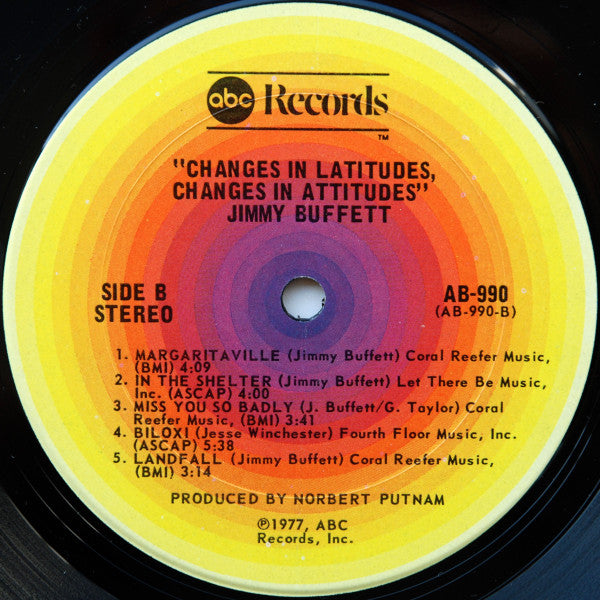 abc Records
TM
"CHANGES IN LATITUDES,
CHANGES IN ATTITUDES"
JIMMY BUFFETT
SIDE B
STEREO
AB-990
(AB-990-B)
1. MARGARITAVILLE (Jimmy Buffett) Coral Reefer Music,
(BMI) 4:09
2. IN THE SHELTER (Jimmy Buffett) Let There Be Music,
Inc. (ASCAP) 4:00
3. MISS YOU SO BADLY (J. Buffett/G. Taylor) Coral
Reefer Music, (BMI) 3:41
4. BILOXI (Jesse Winchester) Fourth Floor Music, Inc.
(ASCAP) 5:38
5. LANDFALL (Jimmy Buffett) Coral Reefer Music,
(BMI) 3:14
PRODUCED BY NORBERT PUTNAM
℗1977, ABC
Records, Inc.